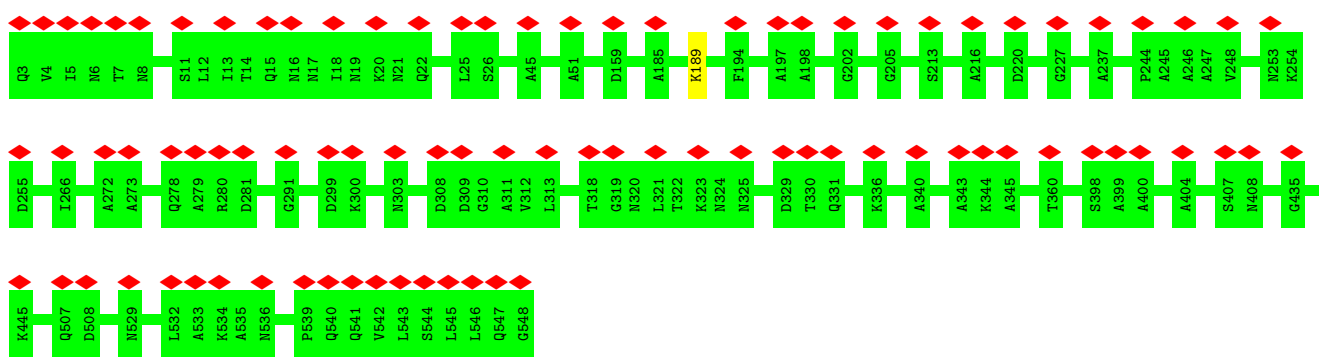 Q3 V4 I5 N6 T7 N8 S11 L12 I13 T14 Q15 N16 N17 I18 N19 K20 N21 Q22 L25 S26 A45 A51 D159 A185 K189 F194 A197 A198 G202 G205 S213 A216 D220 G227 A237 P244 A245 A246 A247 V248 N253 K254
D255 I266 A272 A273 Q278 A279 R280 D281 G291 D299 K300 N303 D308 D309 G310 A311 V312 L313 T318 G319 N320 L321 T322 K323 N324 N325 D329 T330 Q331 K336 A340 A343 K344 A345 T360 S398 A399 A400 A404 S407 N408 G435
K445 Q507 D508 N529 L532 A533 K534 A535 N536 P539 Q540 Q541 V542 L543 S544 L545 L546 Q547 G548